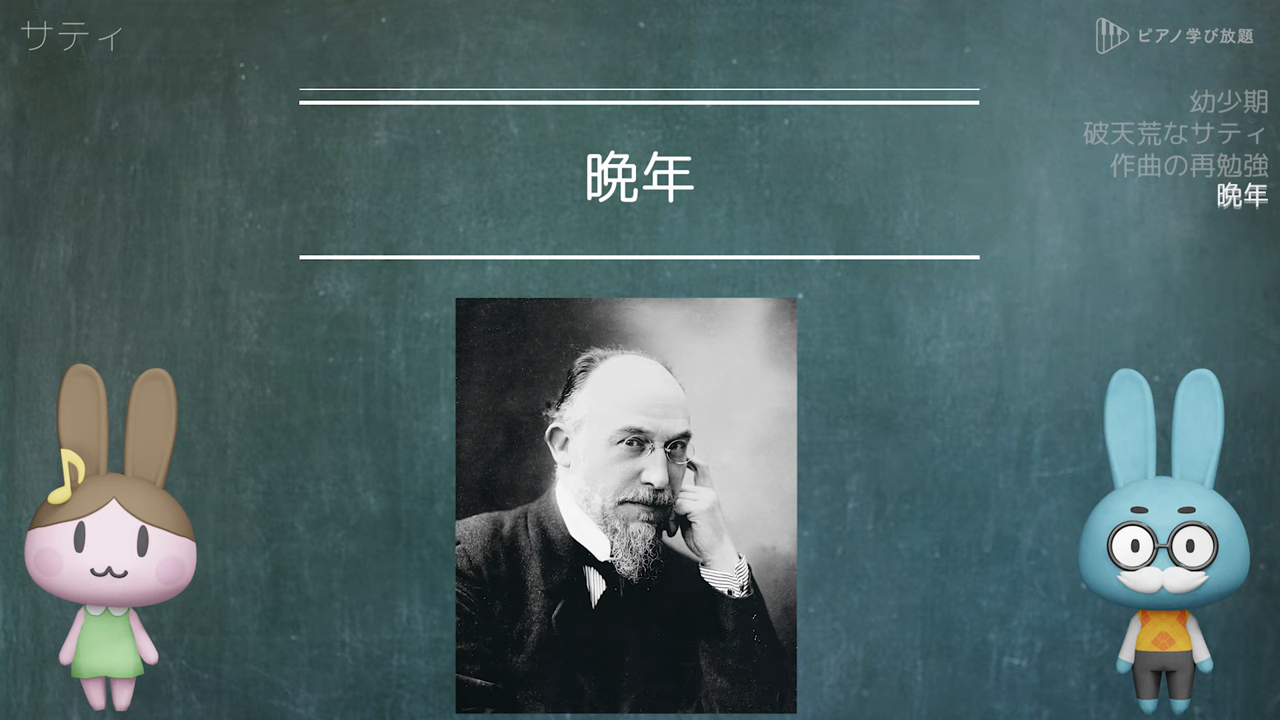 サティ
ピアノ学び放題
幼少期
破天荒なサティ
作曲の再勉強
晩年
晩年